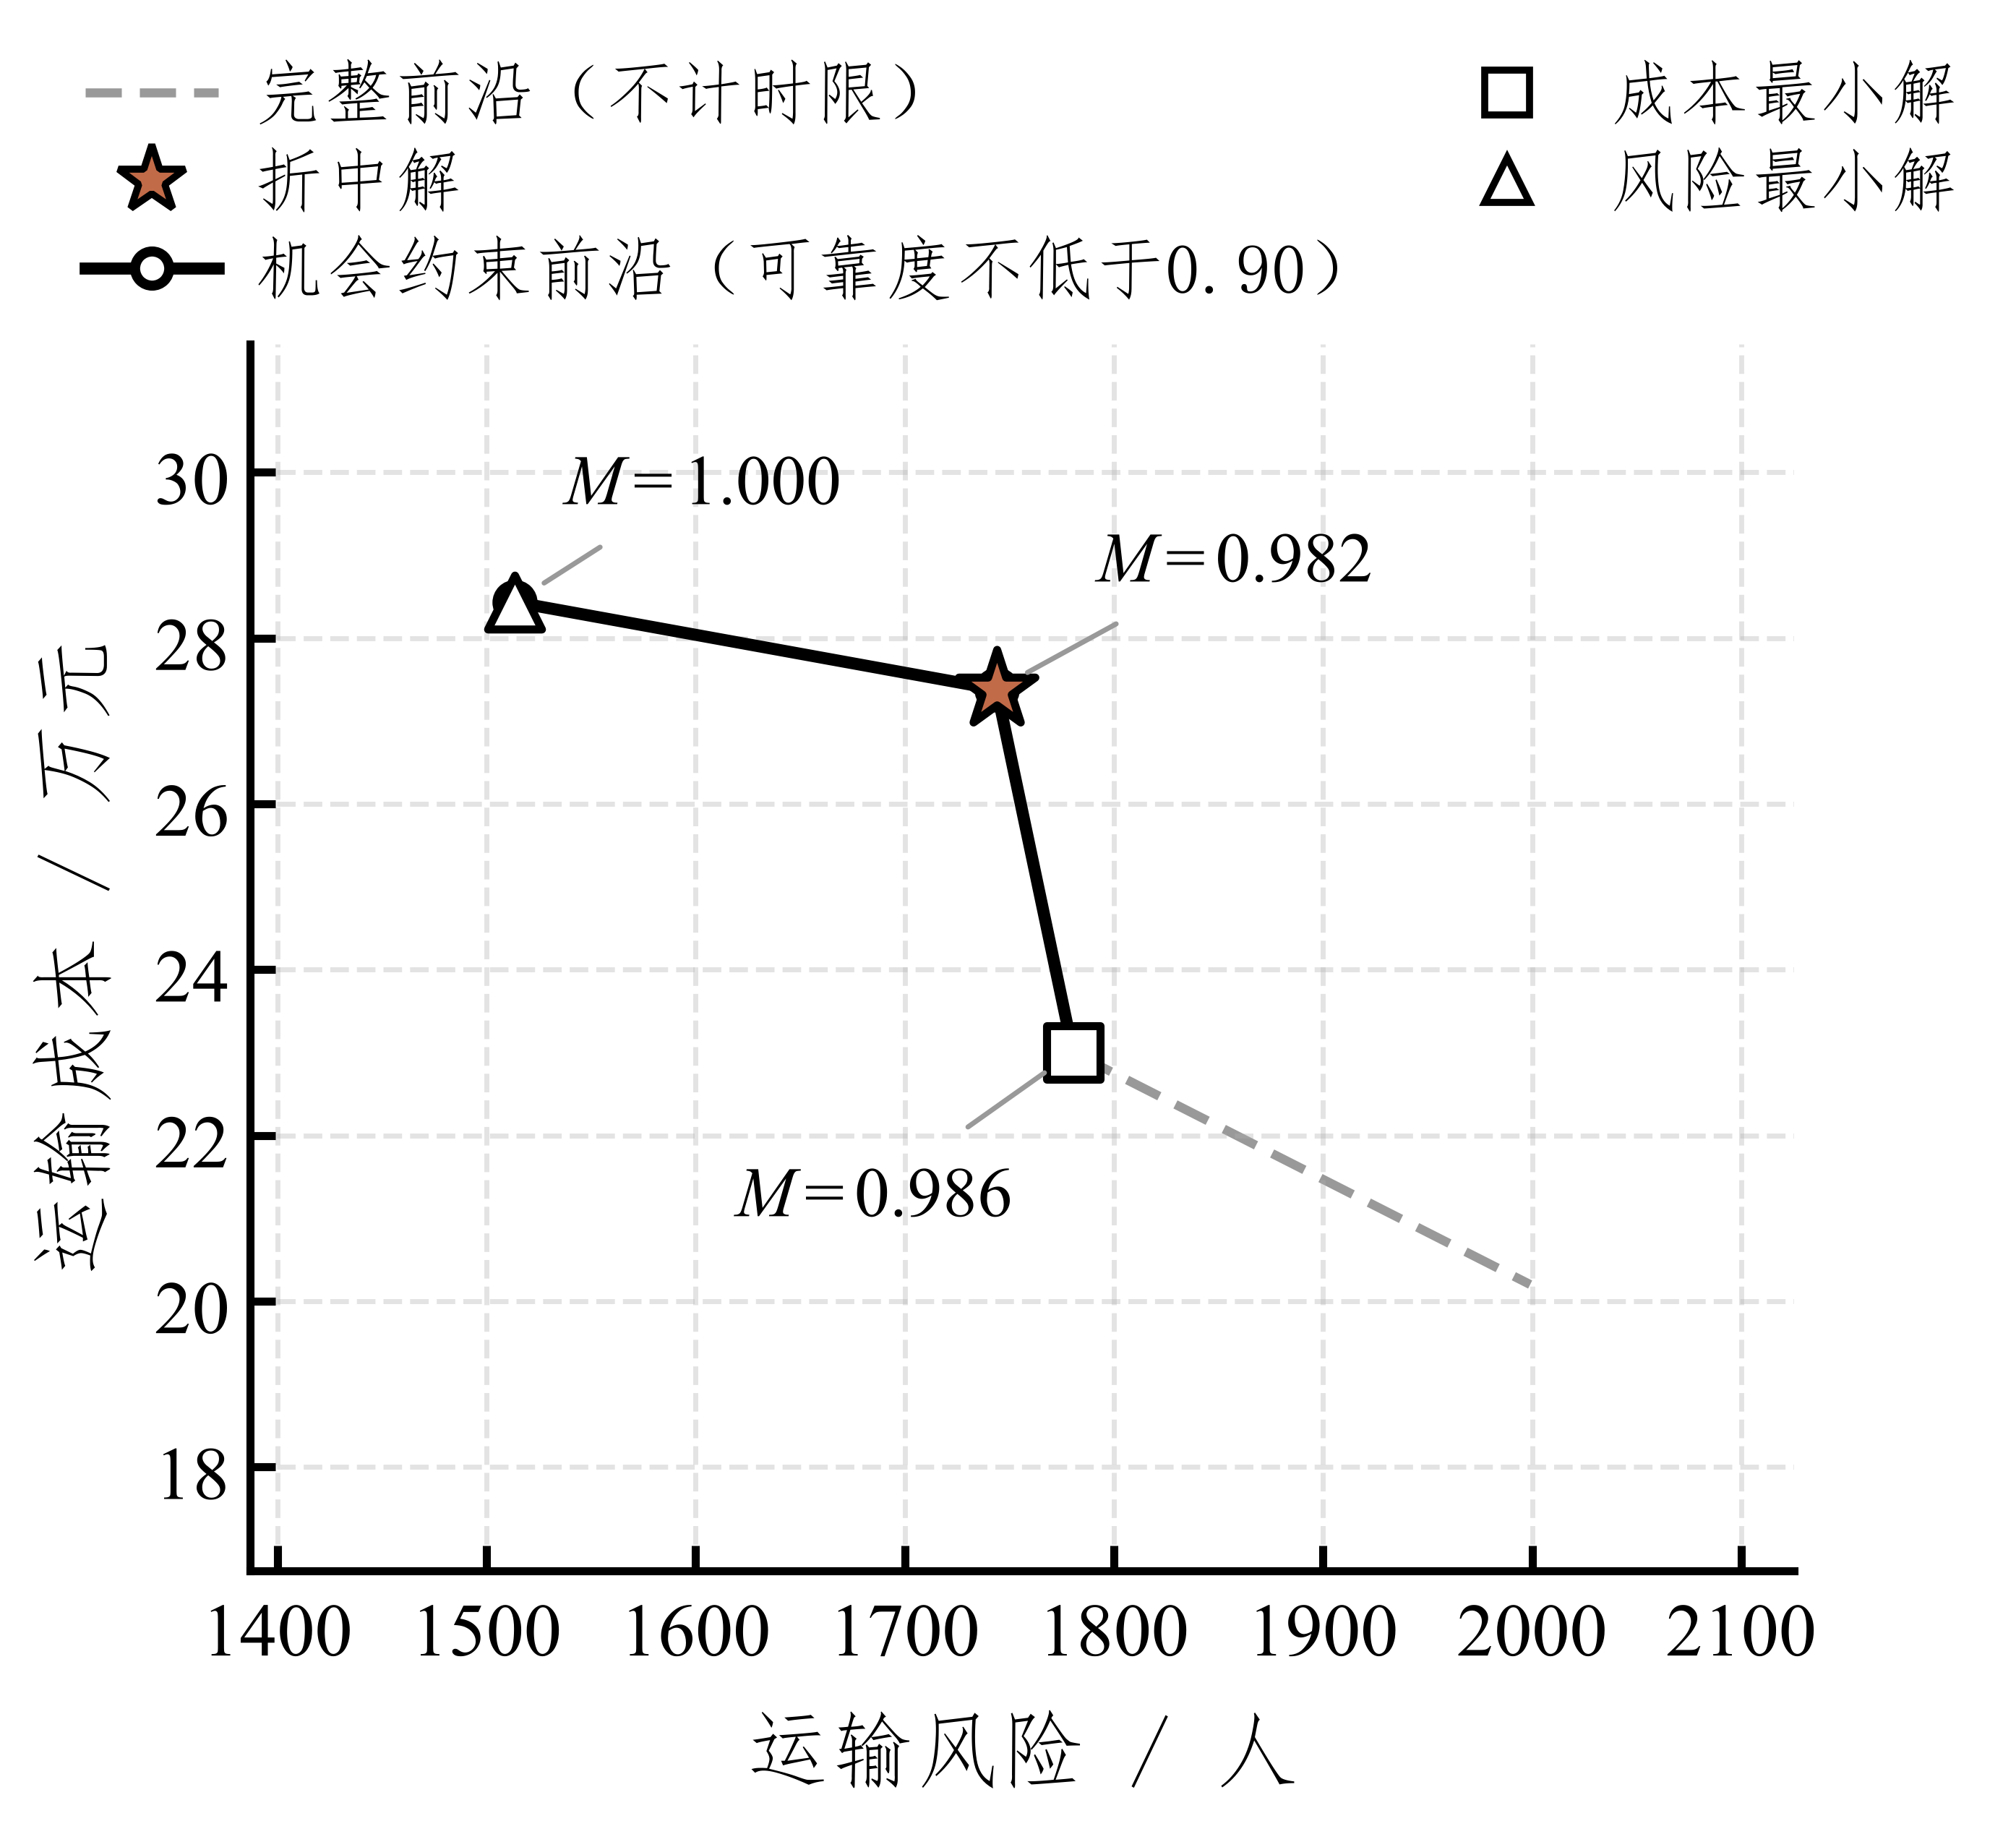 完整前沿（不计时限）
折中解
机会约束前沿（可靠度不低于0.90）
成本最小解
风险最小解
M=1.000
M=0.982
M=0.986
30
28
26
24
22
20
18
运输成本 / 万元
1400 1500 1600 1700 1800 1900 2000 2100
运输风险 / 人